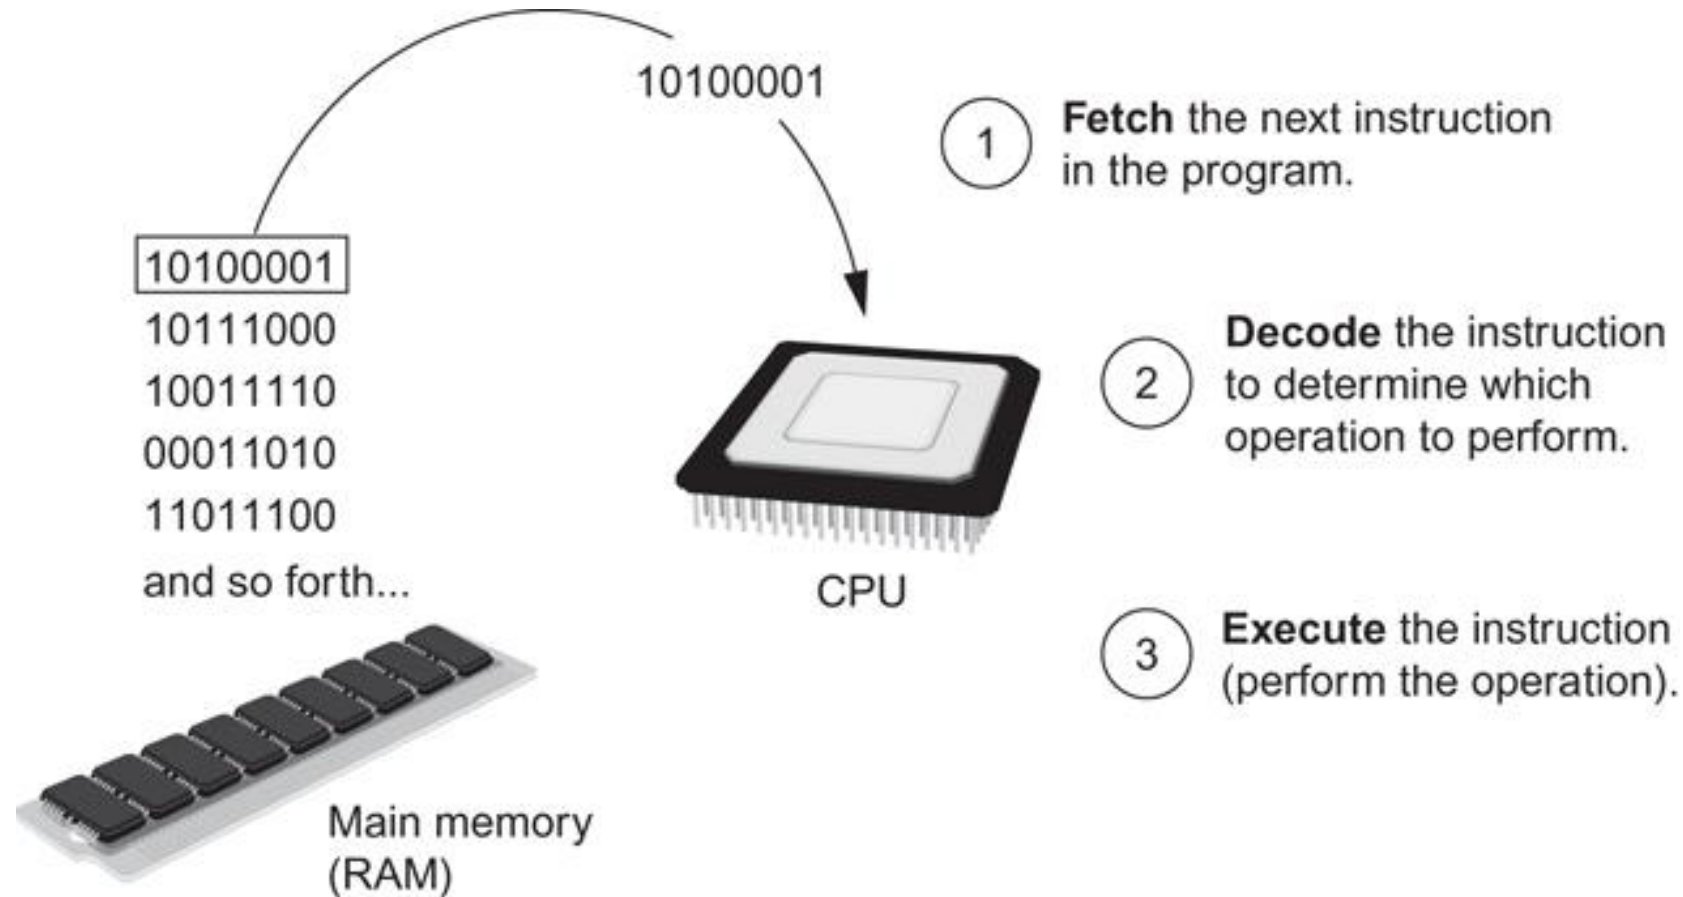 10100001
1
Fetch the next instruction
in the program.
10100001
10111000
10011110
00011010
11011100
and so forth...
2
Decode the instruction
to determine which
operation to perform.
CPU
3
Execute the instruction
(perform the operation).
Main memory
(RAM)